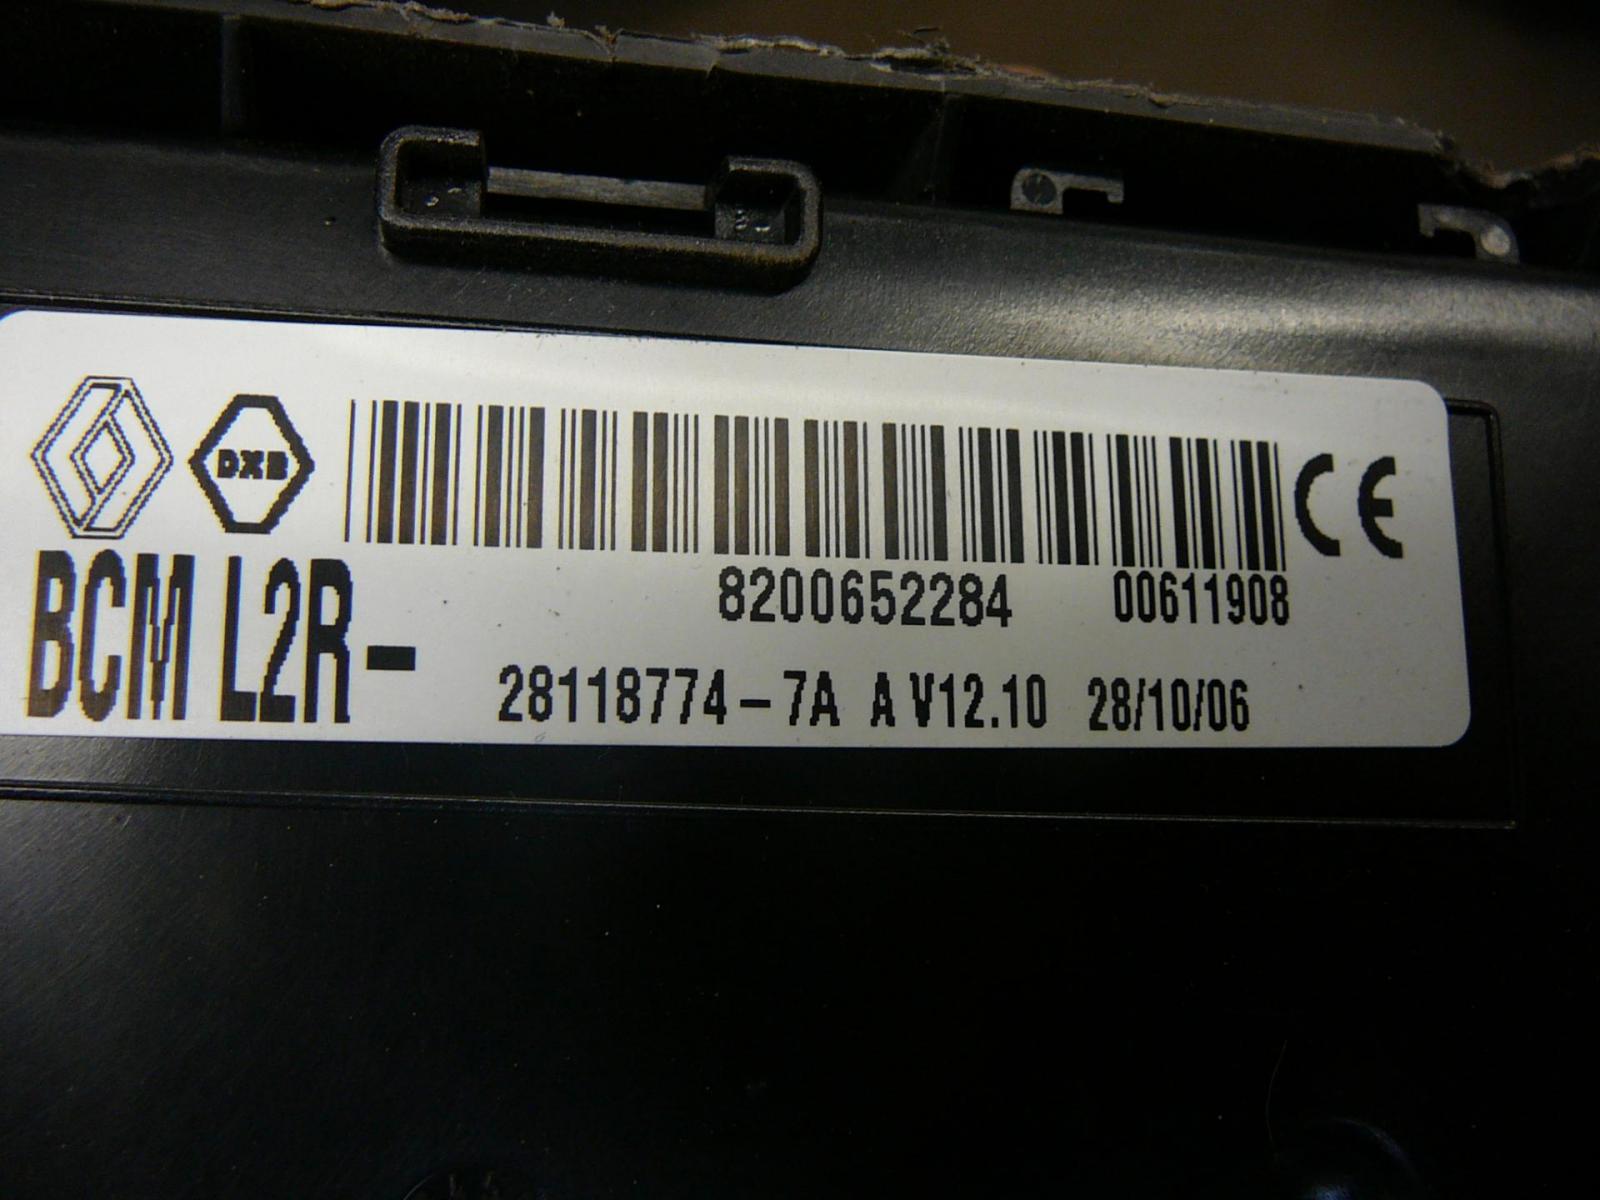 DXB
CE
8200652284 00611908
BCM L2R-
28118774-7A A V12.10 28/10/06